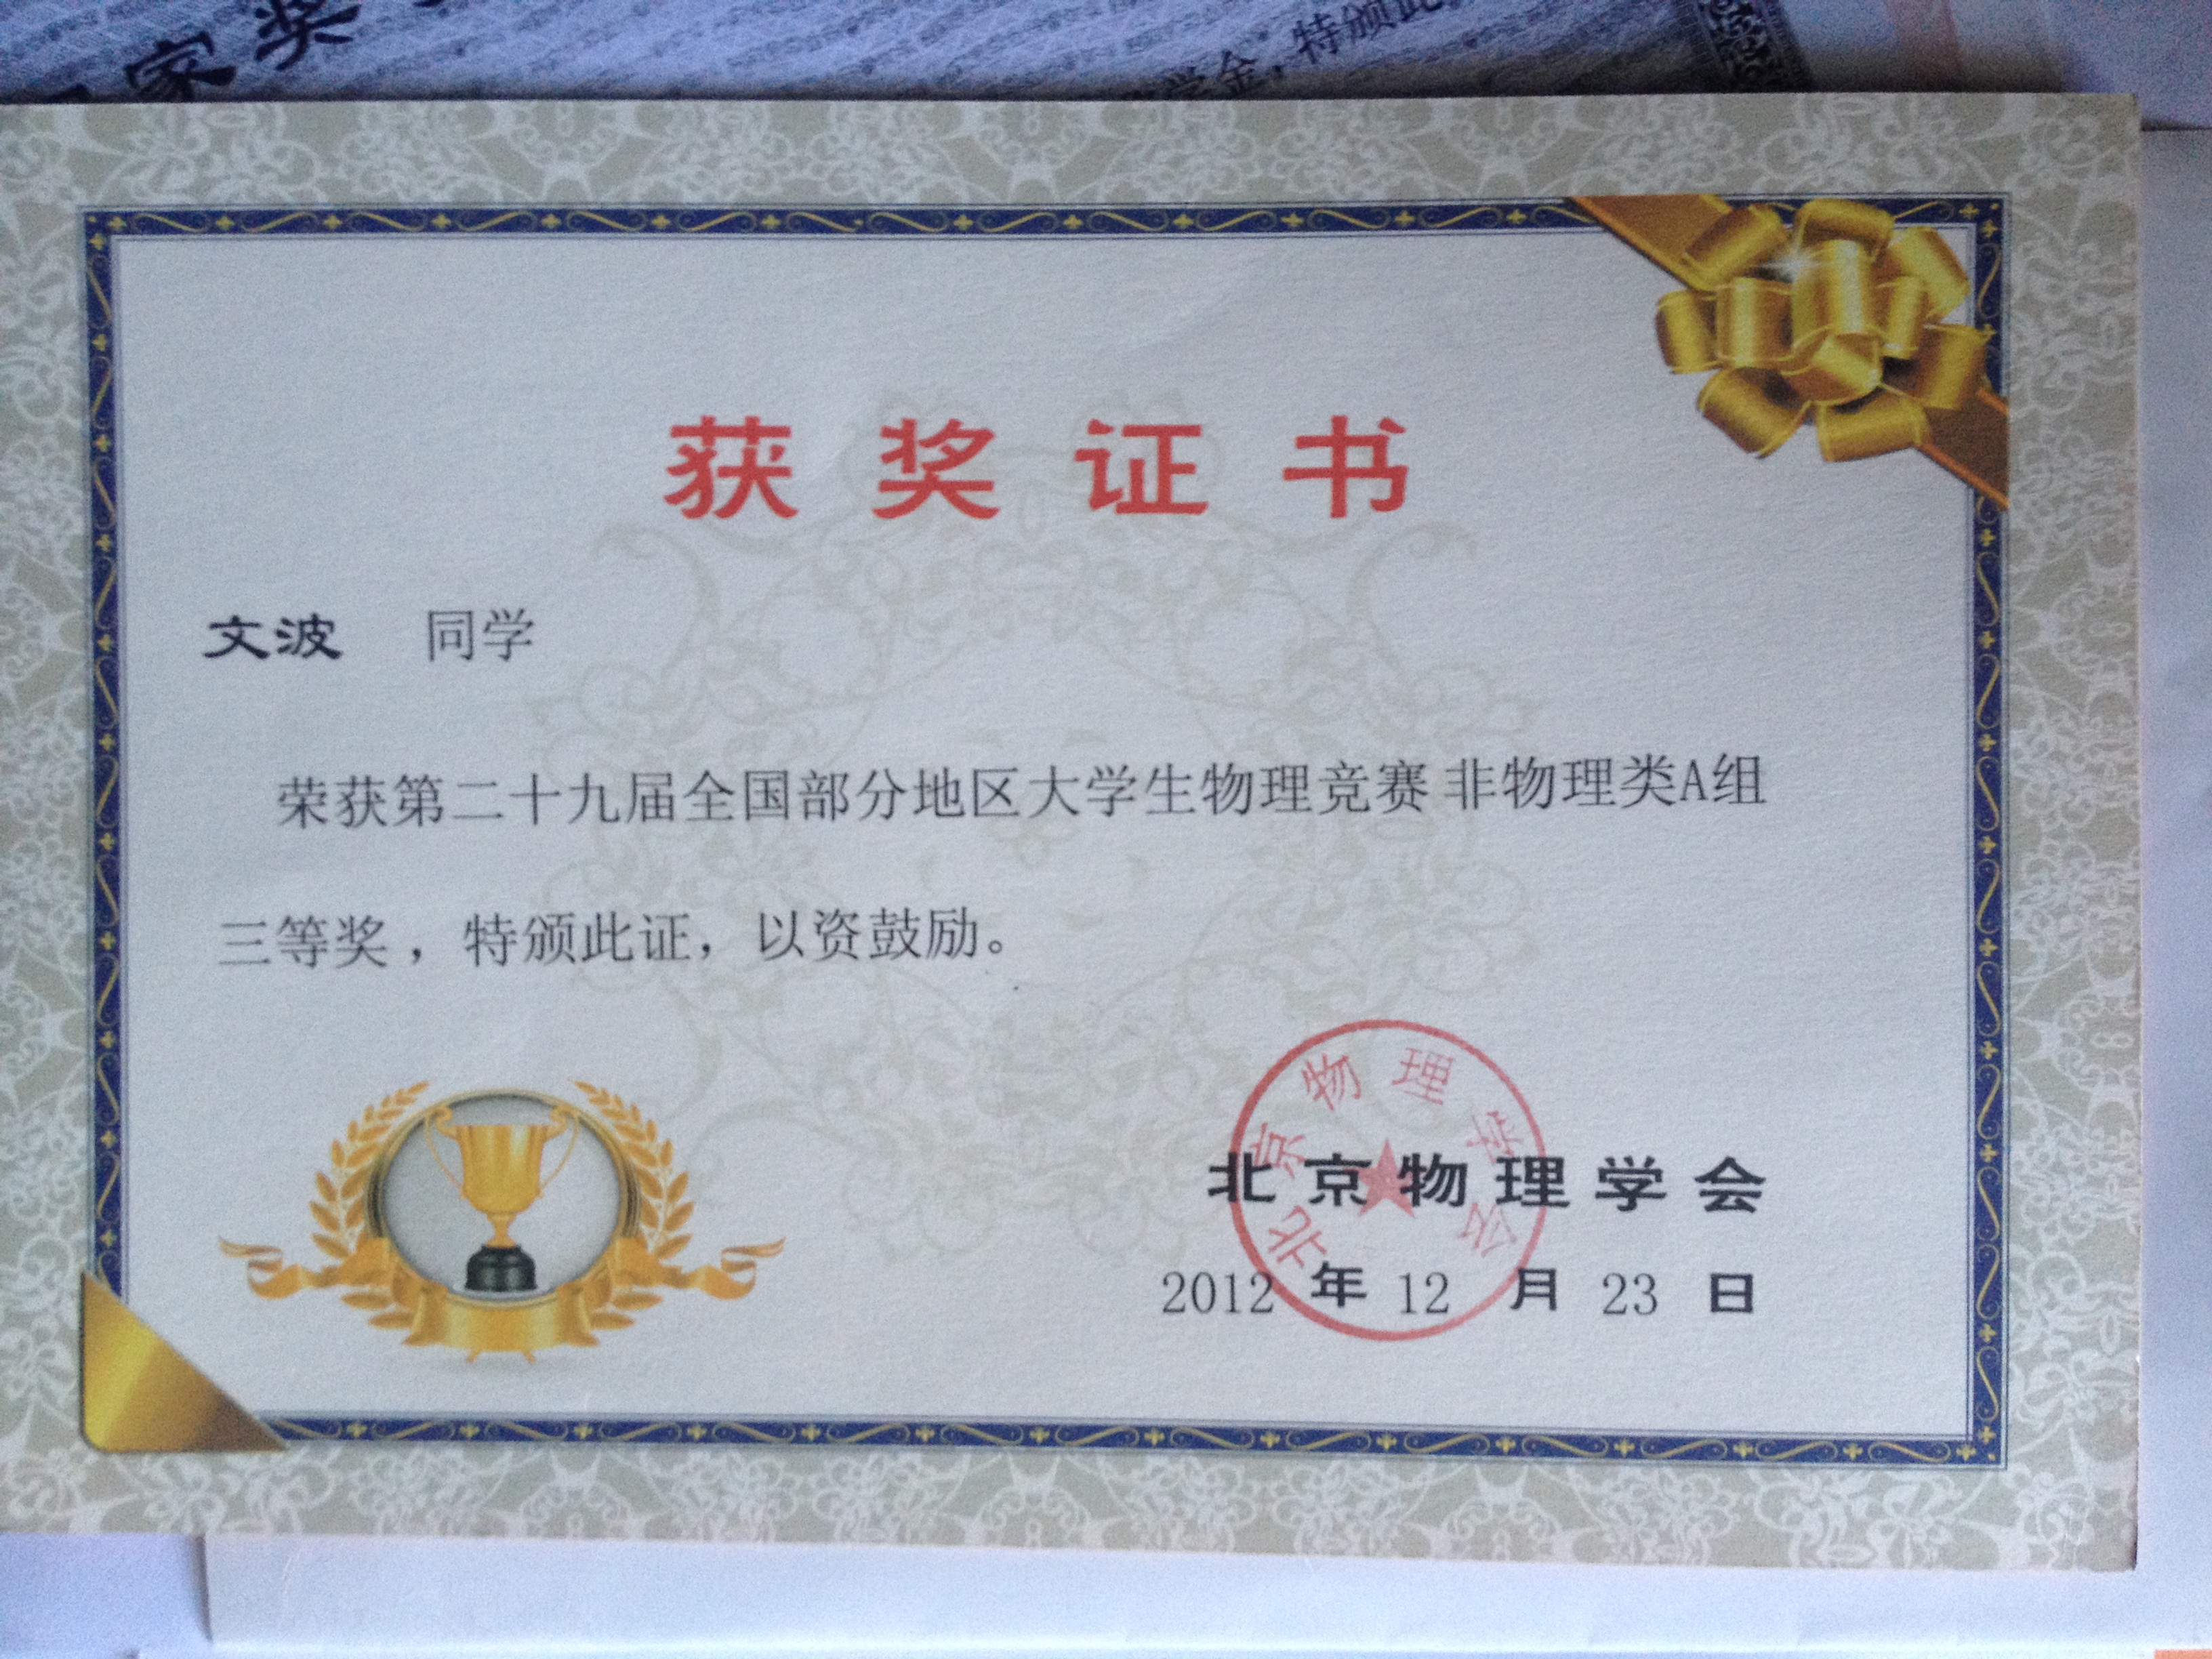 家奖
学金，特颁此
获奖证书
文波 同学
荣获第二十九届全国部分地区大学生物理竞赛 非物理类A组
三等奖，特颁此证，以资鼓励。
北京物理学会
北京物理学会
2012 年 12 月 23 日